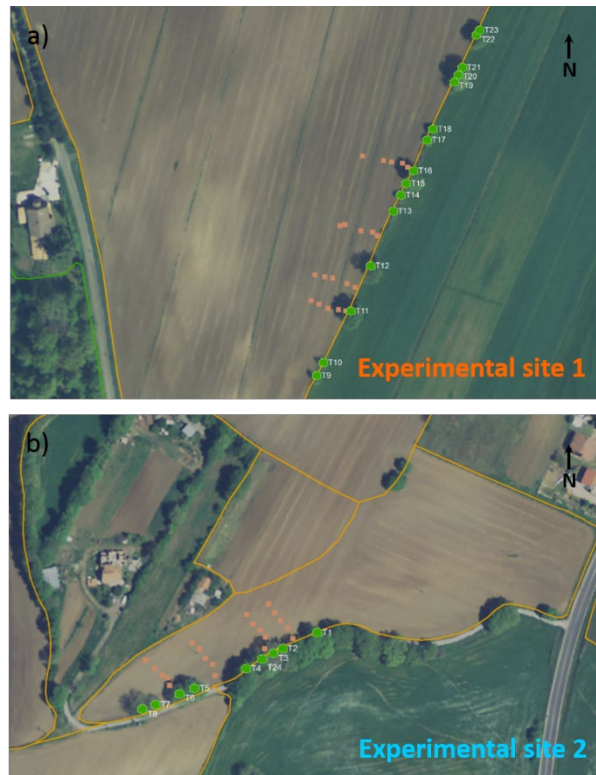 a)
T23
T22
N
T21
T20
T19
T18
T17
T16
T15
T14
T13
T12
T11
T10
T9
Experimental site 1
b)
N
T1
T2
T3
T24
T4
T5
T6
T7
T8
Experimental site 2